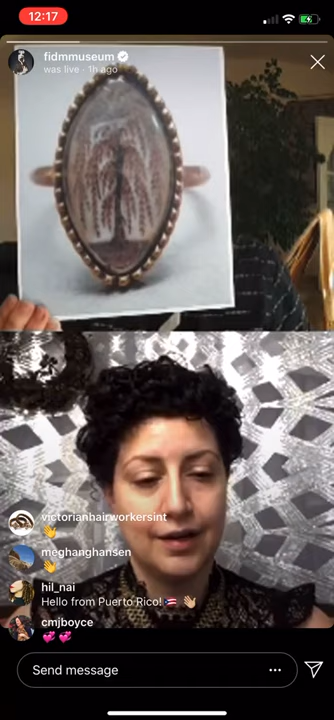 12:17
fidmmuseum
was live · 1h ago
victorianhairworkersint
👋
meghanghansen
👋
hil_nai
Hello from Puerto Rico! 🇵🇷 👋🏼
cmjboyce
💞 💞
Send message